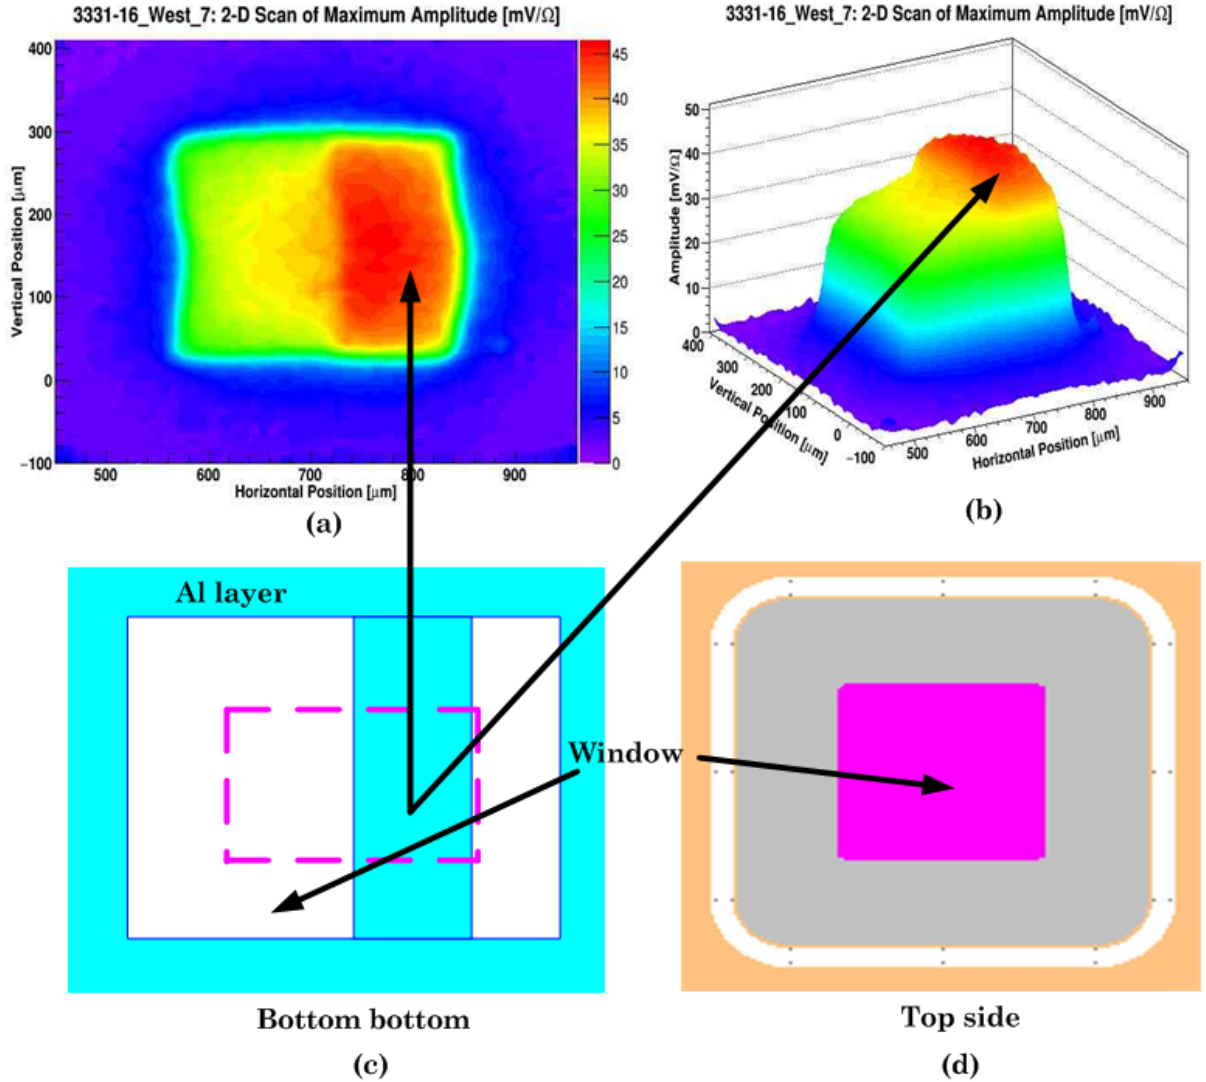 3331-16_West_7: 2-D Scan of Maximum Amplitude [mV/Ω]
400
300
200
100
0
−100
Vertical Position [μm]
500
600
700
800
900
Horizontal Position [μm]
45
40
35
30
25
20
15
10
5
0
(a)
3331-16_West_7: 2-D Scan of Maximum Amplitude [mV/Ω]
50
40
30
20
10
0
Amplitude [mV/Ω]
400
300
200
100
0
−100
Vertical Position [μm]
500
600
700
800
900
Horizontal Position [μm]
(b)
Al layer
Window
Bottom bottom
(c)
Top side
(d)